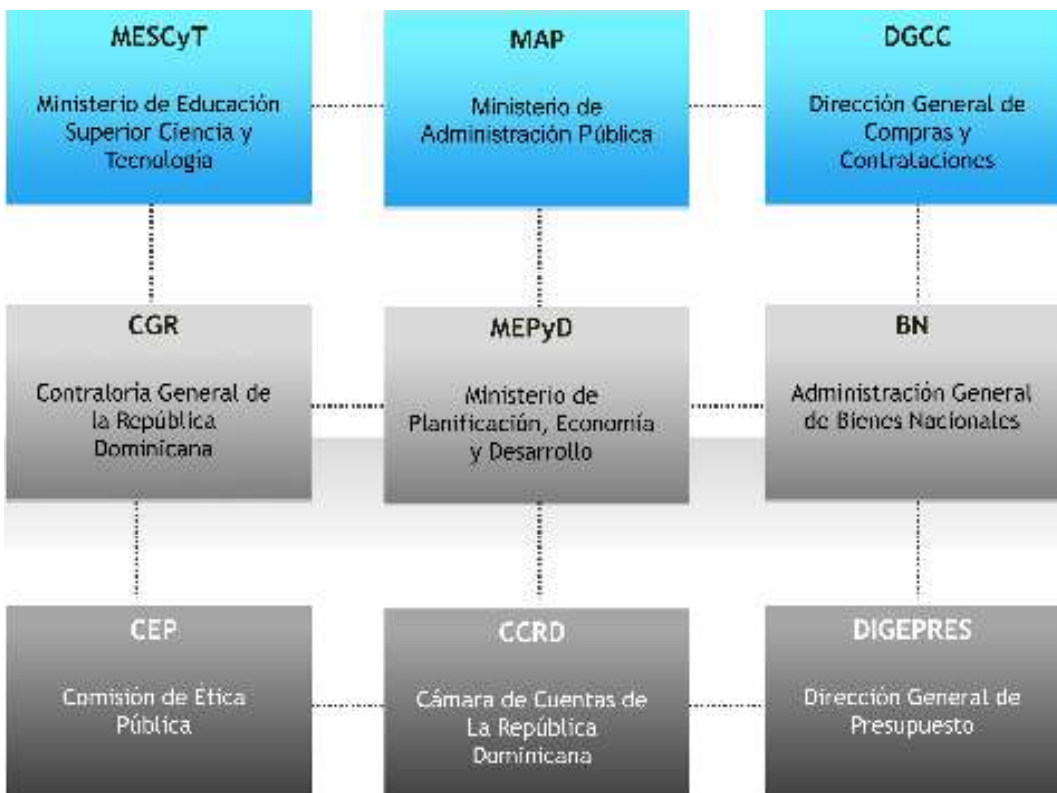 MESCyT
Ministerio de Educación
Superior Ciencia y
Tecnología
MAP
Ministerio de
Administración Pública
DGCC
Dirección General de
Compras y
Contrataciones
CGR
Contraloría General de
la República
Dominicana
MEPyD
Ministerio de
Planificación, Economía
y Desarrollo
BN
Administración General
de Bienes Nacionales
CEP
Comisión de Ética
Pública
CCRD
Cámara de Cuentas de
La República
Dominicana
DIGEPRES
Dirección General de
Presupuesto